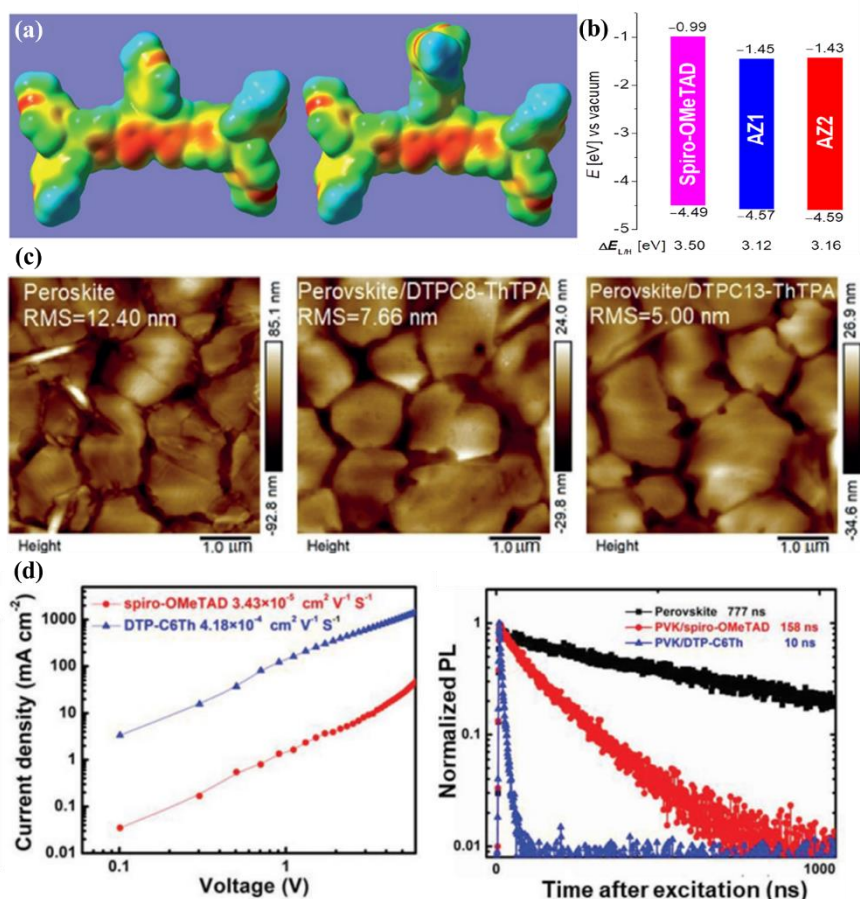 (a)
(b)
-1
-2
-3
-4
-5
E [eV] vs vacuum
−0.99
Spiro-OMeTAD
−4.49
−1.45
AZ1
−4.57
−1.43
AZ2
−4.59
ΔE L/H [eV] 3.50 3.12 3.16
(c)
Peroskite
RMS=12.40 nm
Height
1.0 μm
85.1 nm
-92.8 nm
Perovskite/DTPC8-ThTPA
RMS=7.66 nm
Height
1.0 μm
24.0 nm
-29.8 nm
Perovskite/DTPC13-ThTPA
RMS=5.00 nm
Height
1.0 μm
26.9 nm
-34.6 nm
(d)
Current density (mA cm-2)
1000
100
10
1
0.1
0.01
spiro-OMeTAD 3.43×10-5 cm2 V-1 S-1
DTP-C6Th 4.18×10-4 cm2 V-1 S-1
0.1 1
Voltage (V)
Normalized PL
1
0.1
0.01
Perovskite 777 ns
PVK/spiro-OMeTAD 158 ns
PVK/DTP-C6Th 10 ns
0 1000
Time after excitation (ns)